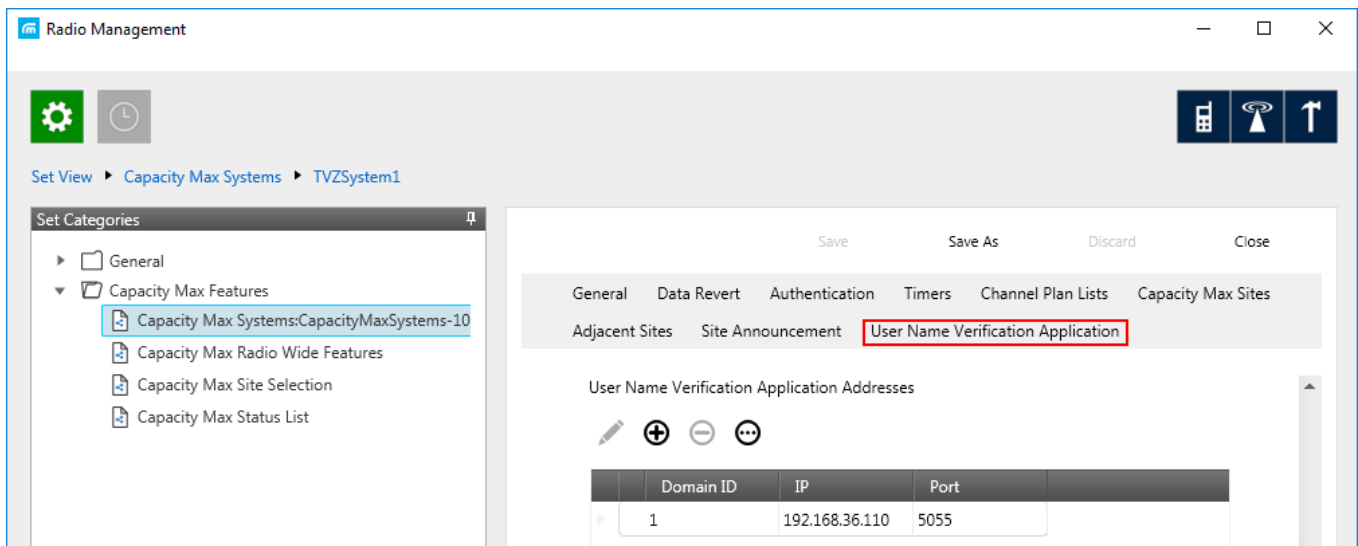 Radio Management
Set View Capacity Max Systems TVZSystem1
Set Categories
General
Capacity Max Features
Capacity Max Systems:CapacityMaxSystems-10
Capacity Max Radio Wide Features
Capacity Max Site Selection
Capacity Max Status List
Save Save As Discard Close
General Data Revert Authentication Timers Channel Plan Lists Capacity Max Sites
Adjacent Sites Site Announcement User Name Verification Application
User Name Verification Application Addresses
Domain ID IP Port
1 192.168.36.110 5055